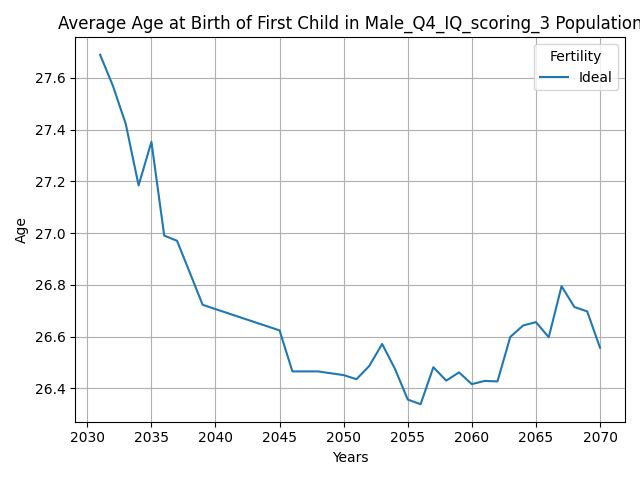 Average Age at Birth of First Child in Male_Q4_IQ_scoring_3 Population
Fertility
Ideal
27.6
27.4
27.2
27.0
26.8
26.6
26.4
Age
2030 2035 2040 2045 2050 2055 2060 2065 2070
Years